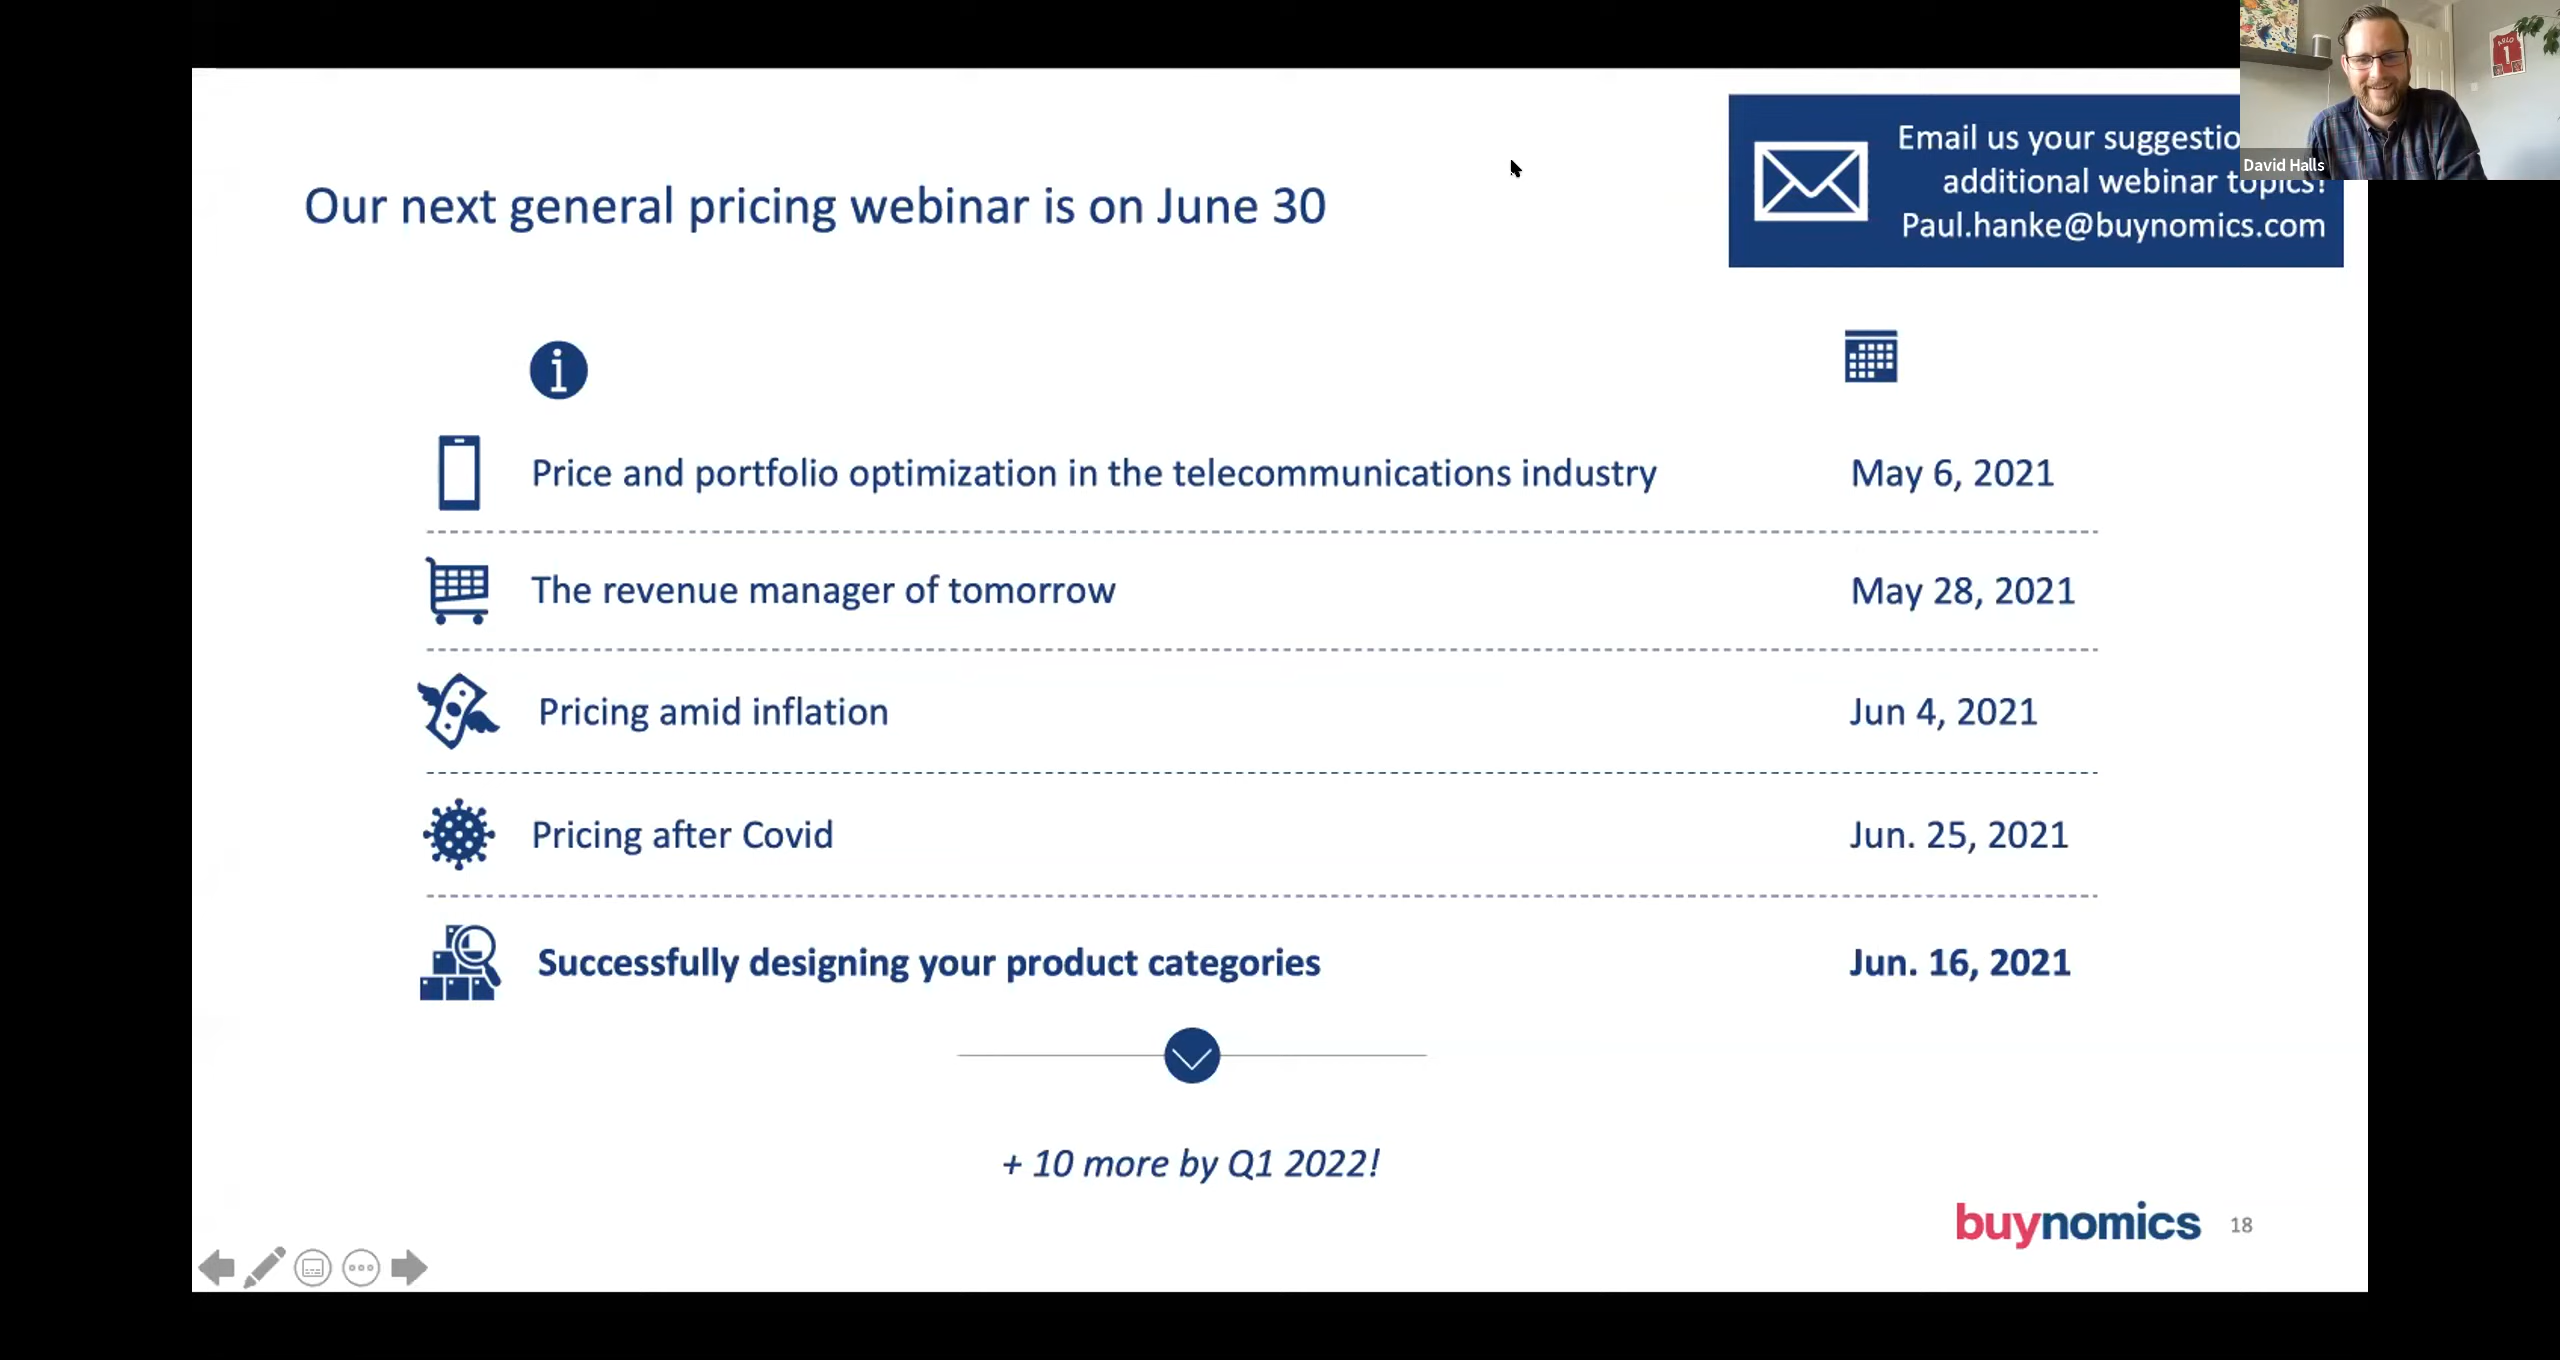 Our next general pricing webinar is on June 30
Email us your
additional webinar topics!
Paul.hanke@buynomics.com
David Halls
1
Price and portfolio optimization in the telecommunications industry May 6, 2021
The revenue manager of tomorrow May 28, 2021
Pricing amid inflation Jun 4, 2021
Pricing after Covid Jun. 25, 2021
Successfully designing your product categories Jun. 16, 2021
+ 10 more by Q1 2022!
buynomics 18